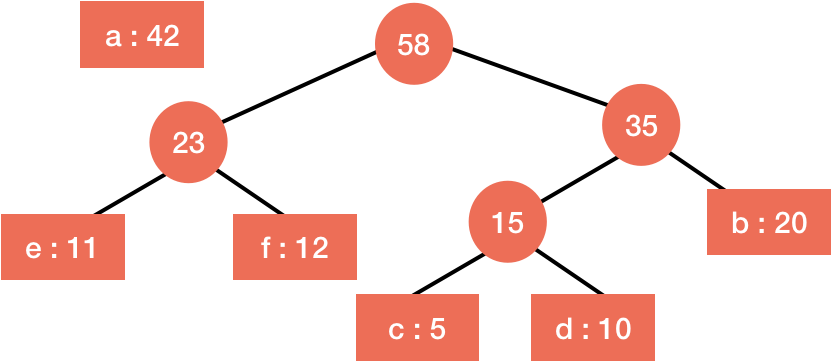 a : 42
58
23
35
e : 11
f : 12
15
b : 20
c : 5
d : 10